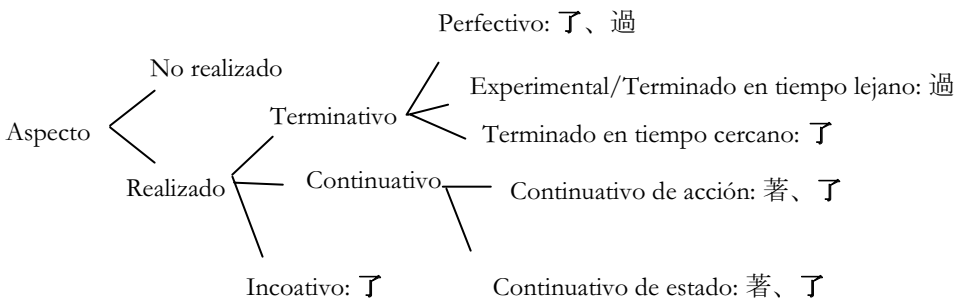 Perfectivo: 了、過
No realizado
Experimental/Terminado en tiempo lejano: 過
Terminativo
Aspecto
Terminado en tiempo cercano: 了
Realizado
Continuativo
Continuativo de acción: 著、了
Incoativo: 了
Continuativo de estado: 著、了